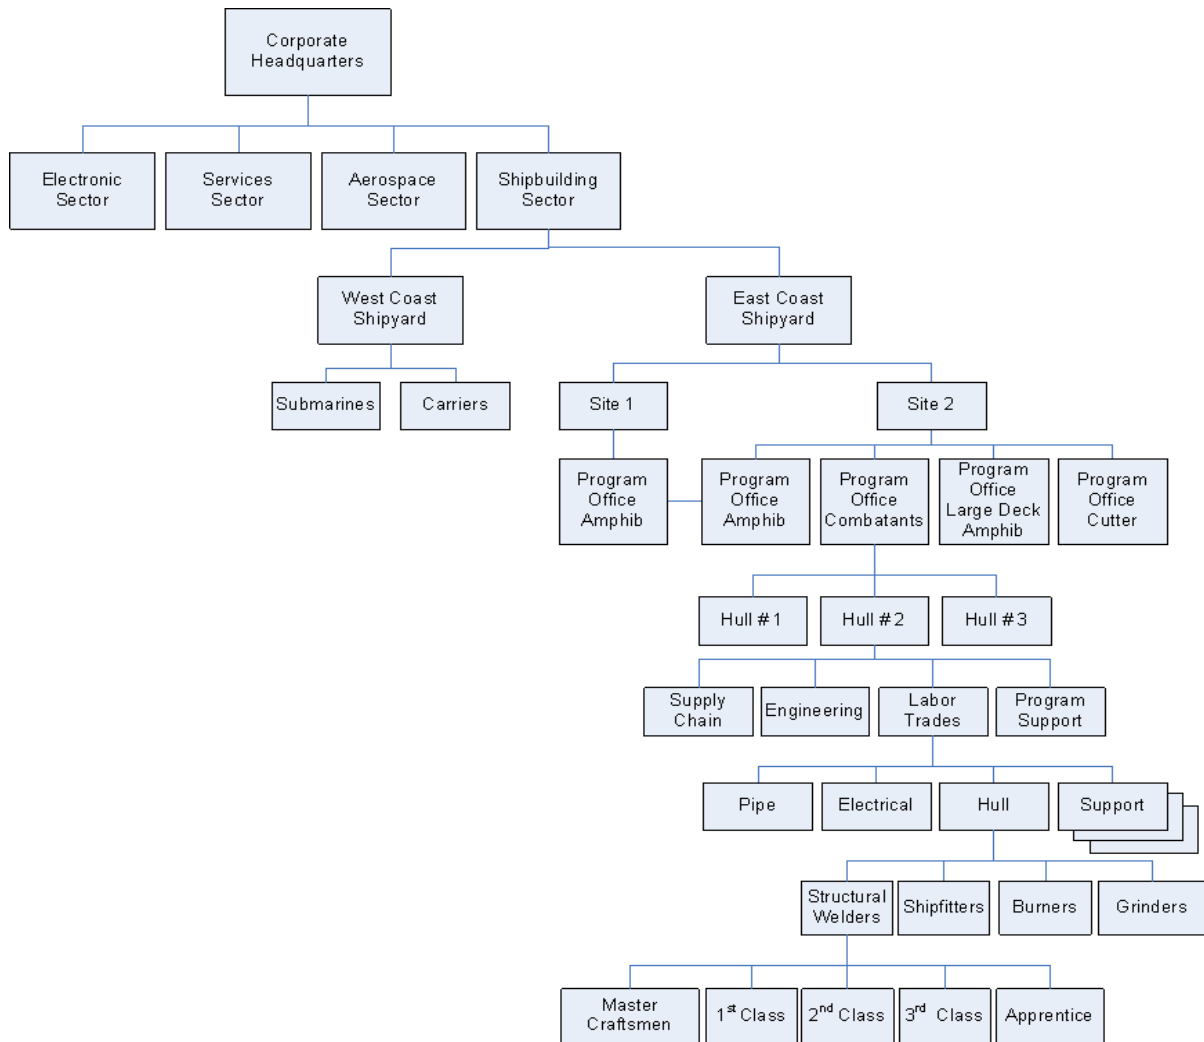 Corporate
Headquarters
Electronic
Sector
Services
Sector
Aerospace
Sector
Shipbuilding
Sector
West Coast
Shipyard
East Coast
Shipyard
Submarines
Carriers
Site 1
Site 2
Program
Office
Amphib
Program
Office
Amphib
Program
Office
Combatants
Program
Office
Large Deck
Amphib
Program
Office
Cutter
Hull #1
Hull #2
Hull #3
Supply
Chain
Engineering
Labor
Trades
Program
Support
Pipe
Electrical
Hull
Support
Structural
Welders
Shipfitters
Burners
Grinders
Master
Craftsmen
1st Class
2nd Class
3rd Class
Apprentice